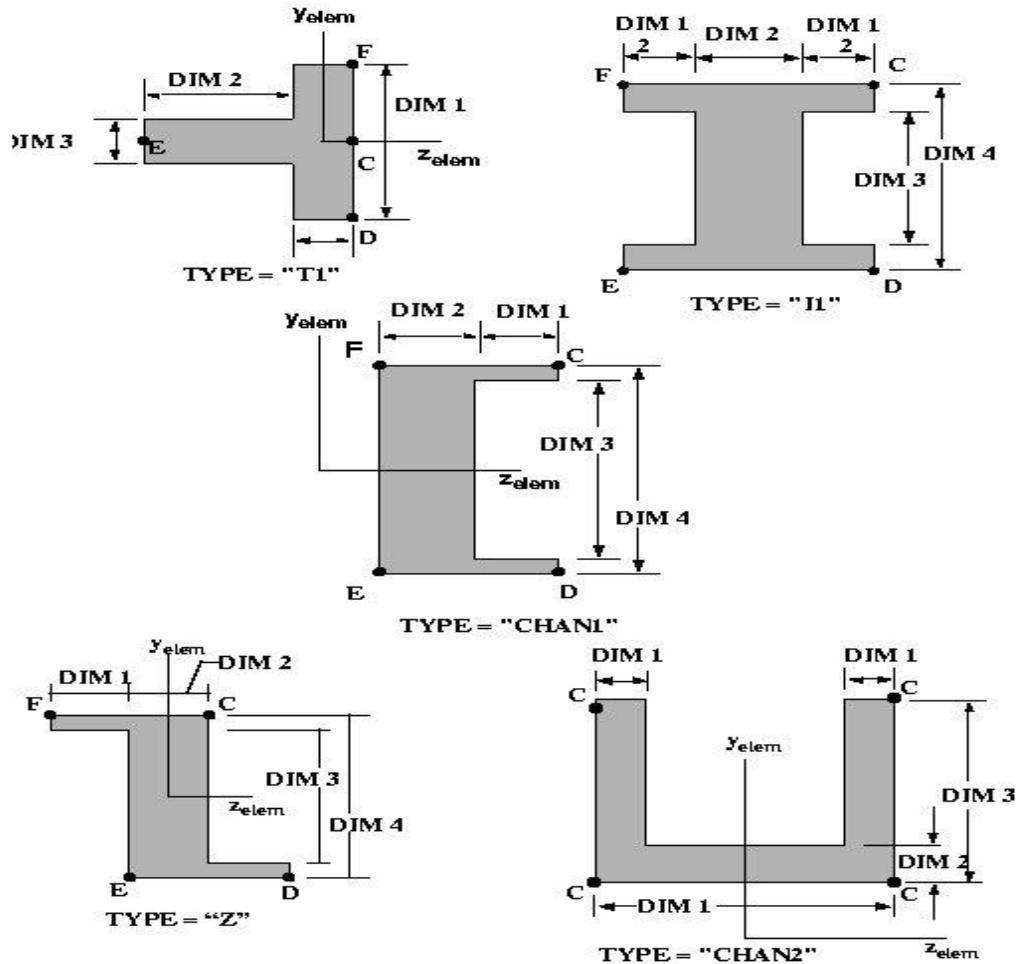 yelem
F
DIM 2
DIM 1
DIM 3
E
C
zelem
D
TYPE = "T1"
DIM 1
2
DIM 2
DIM 1
2
F
C
DIM 3
DIM 4
E
D
TYPE = "I1"
yelem
DIM 2
DIM 1
F
C
DIM 3
zelem
DIM 4
E
D
TYPE = "CHAN1"
yelem
DIM 2
DIM 1
F
C
DIM 3
zelem
DIM 4
E
D
TYPE = "Z"
DIM 1
DIM 1
C
C
yelem
DIM 3
DIM 2
C
C
DIM 1
TYPE = "CHAN2"
zelem